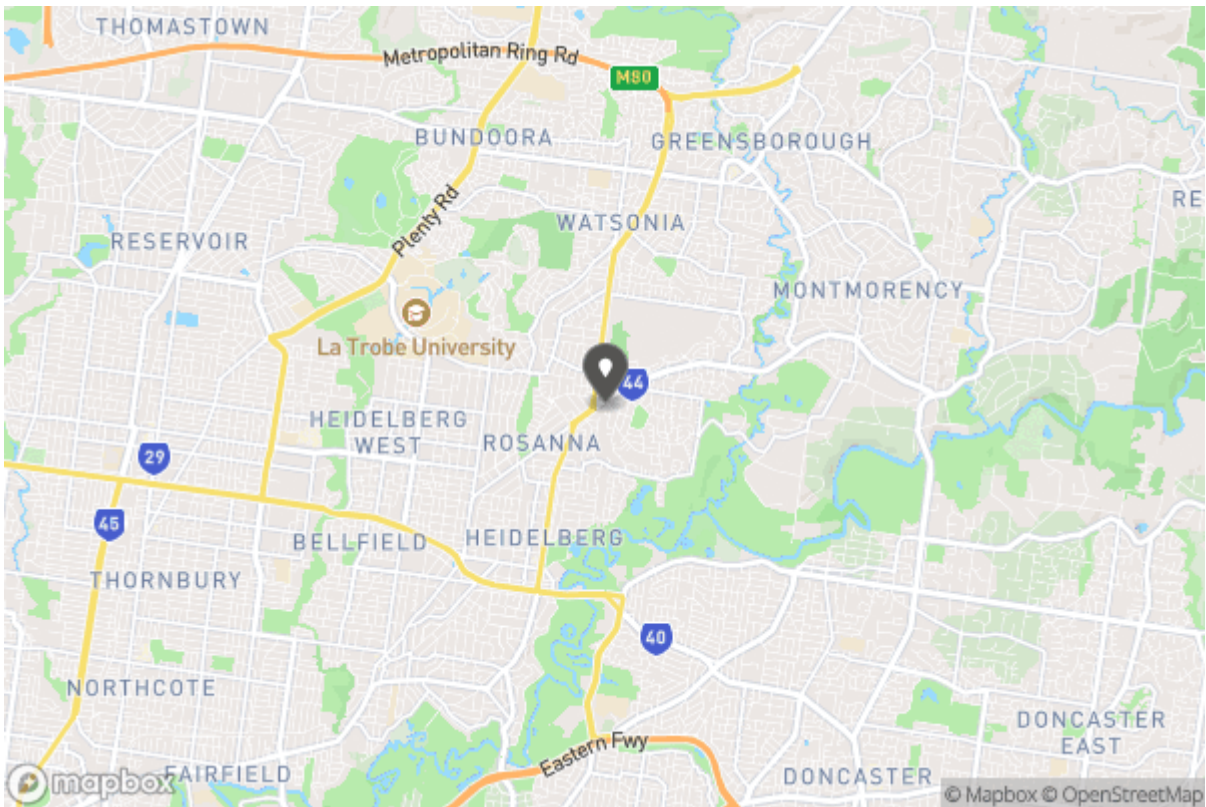 THOMASTOWN
Metropolitan Ring Rd
M80
BUNDOORA
GREENSBOROUGH
Plenty Rd
WATSONIA
RE
RESERVOIR
MONTMORENCY
La Trobe University
44
HEIDELBERG
WEST
ROSANNA
29
45
BELLFIELD
HEIDELBERG
THORNBURY
40
NORTHCOTE
DONCASTER
EAST
Eastern Fwy
FAIRFIELD
DONCASTER
mapbox
© Mapbox © OpenStreetMap